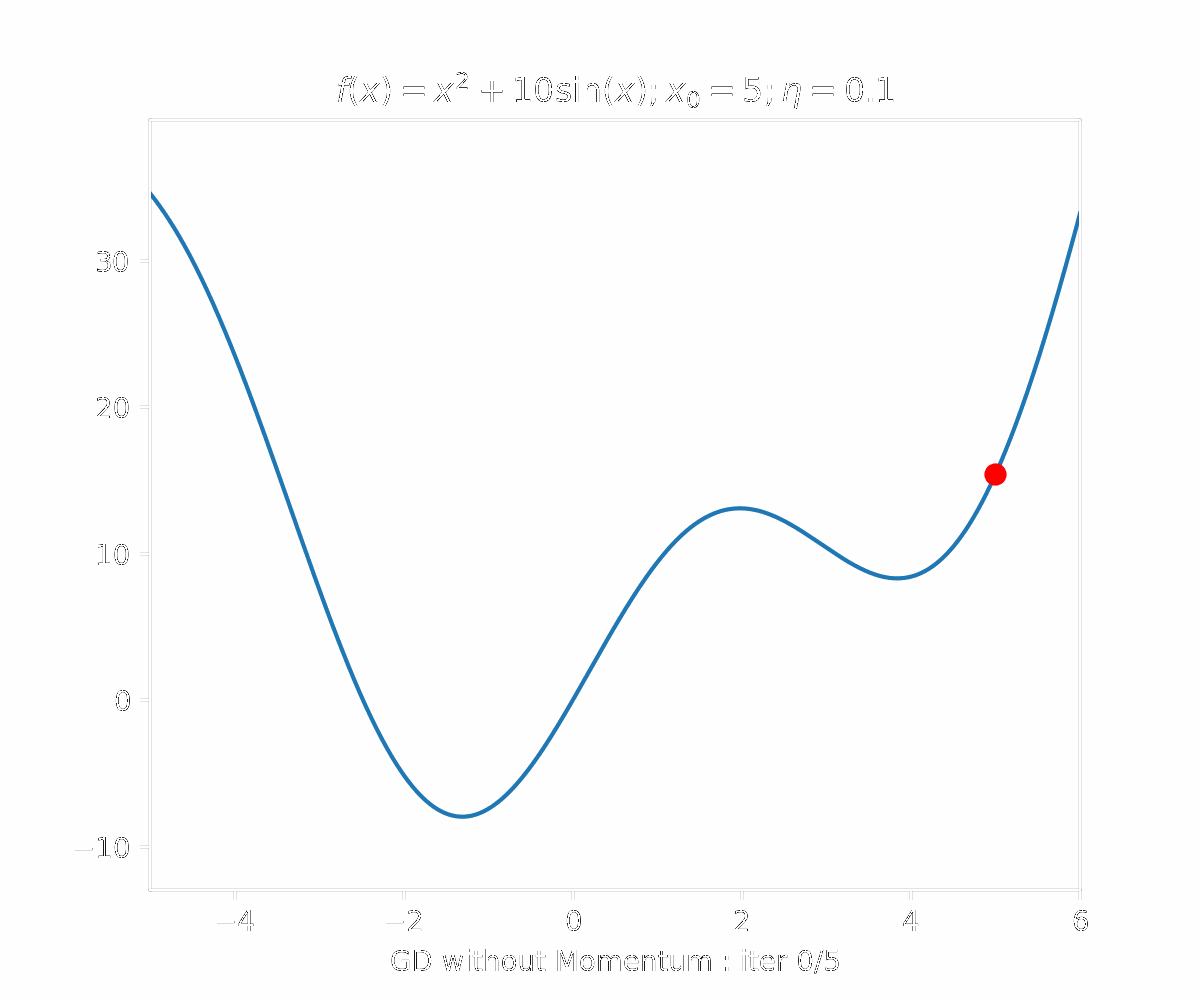 f(x) = x² + 10sin(x); x₀ = 5; η = 0.1
30
20
10
0
−10
−4 −2 0 2 4 6
GD without Momentum : iter 0/5